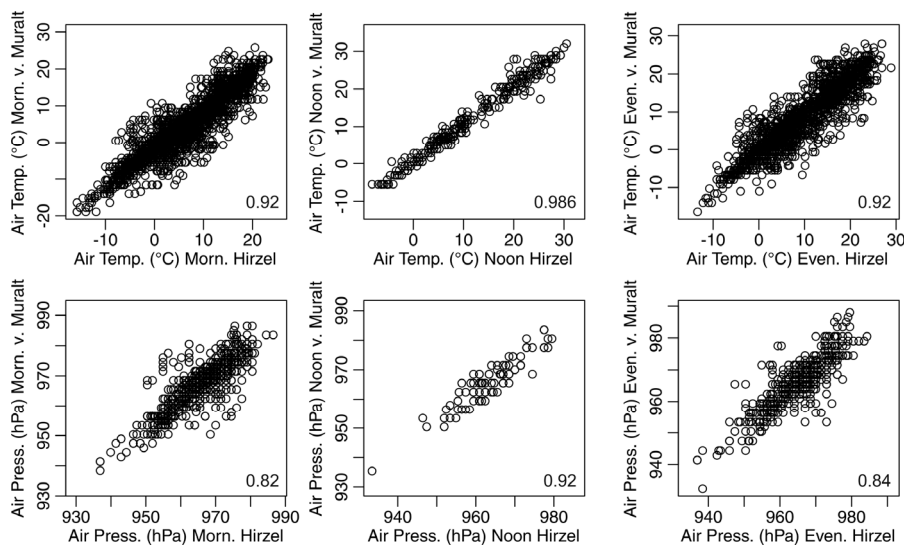 Air Temp. (°C) Morn. v. Muralt
30
20
10
0
-20
0.92
-10 0 10 20
Air Temp. (°C) Morn. Hirzel
Air Temp. (°C) Noon v. Muralt
30
20
10
0
-10
0.986
0 10 20 30
Air Temp. (°C) Noon Hirzel
Air Temp. (°C) Even. v. Muralt
30
20
10
0
-10
0.92
-10 0 10 20 30
Air Temp. (°C) Even. Hirzel
Air Press. (hPa) Morn. v. Muralt
990
970
950
930
0.82
930 950 970 990
Air Press. (hPa) Morn. Hirzel
Air Press. (hPa) Noon v. Muralt
990
970
950
930
0.92
940 960 980
Air Press. (hPa) Noon Hirzel
Air Press. (hPa) Even. v. Muralt
980
960
940
0.84
940 960 980
Air Press. (hPa) Even. Hirzel